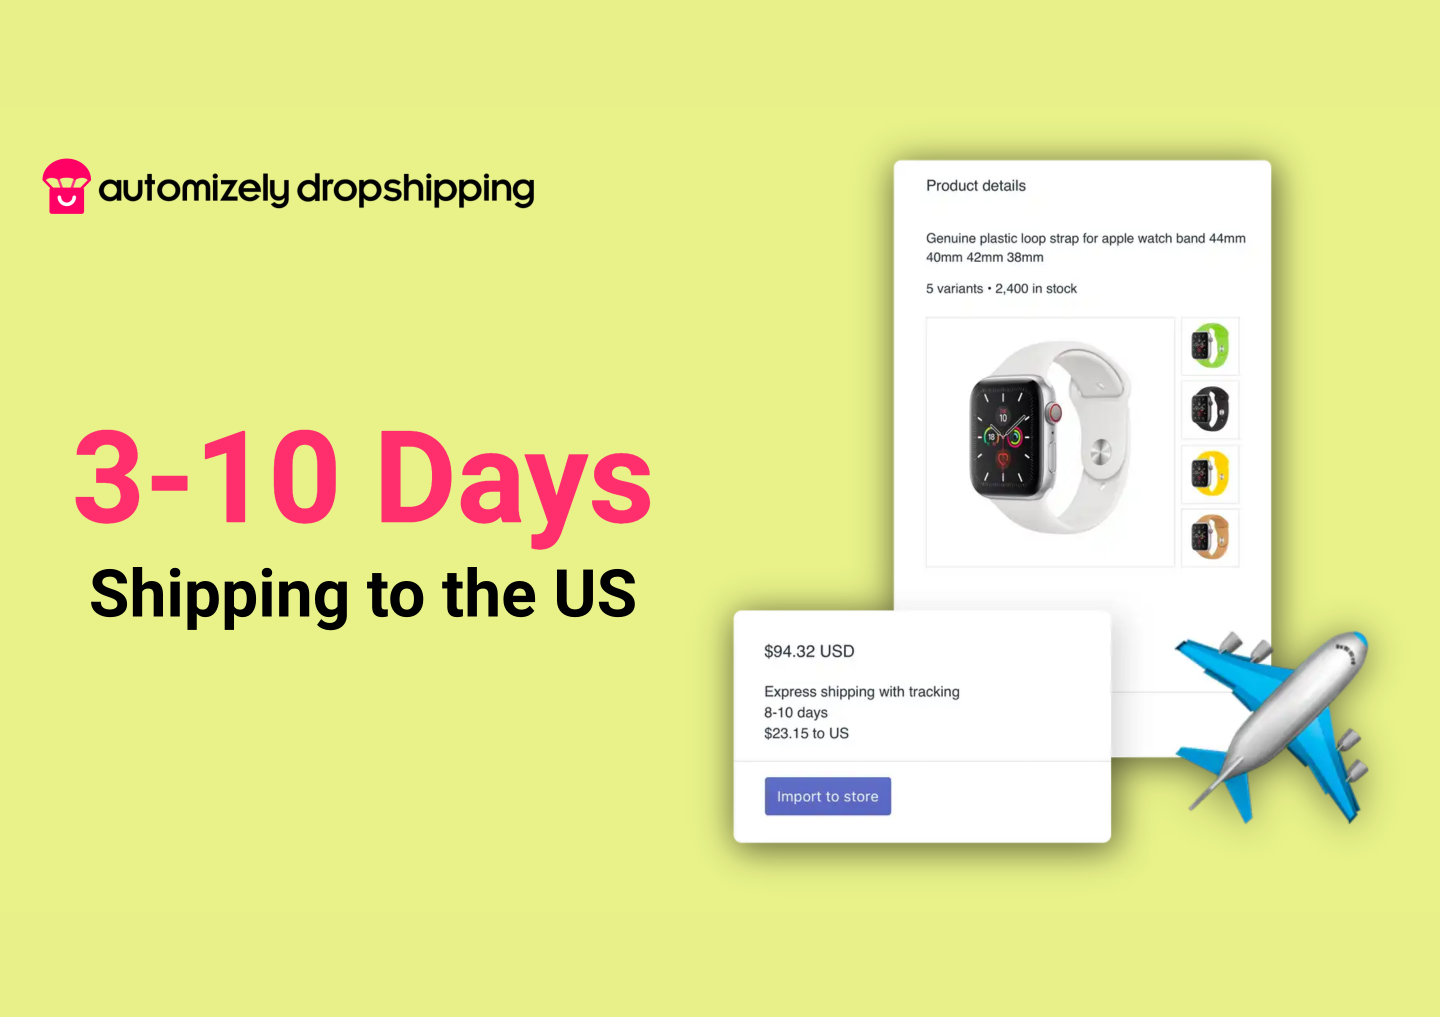 automizely dropshipping
3-10 Days
Shipping to the US
Product details
Genuine plastic loop strap for apple watch band 44mm
40mm 42mm 38mm
5 variants • 2,400 in stock
10
18
$94.32 USD
Express shipping with tracking
8-10 days
$23.15 to US
Import to store